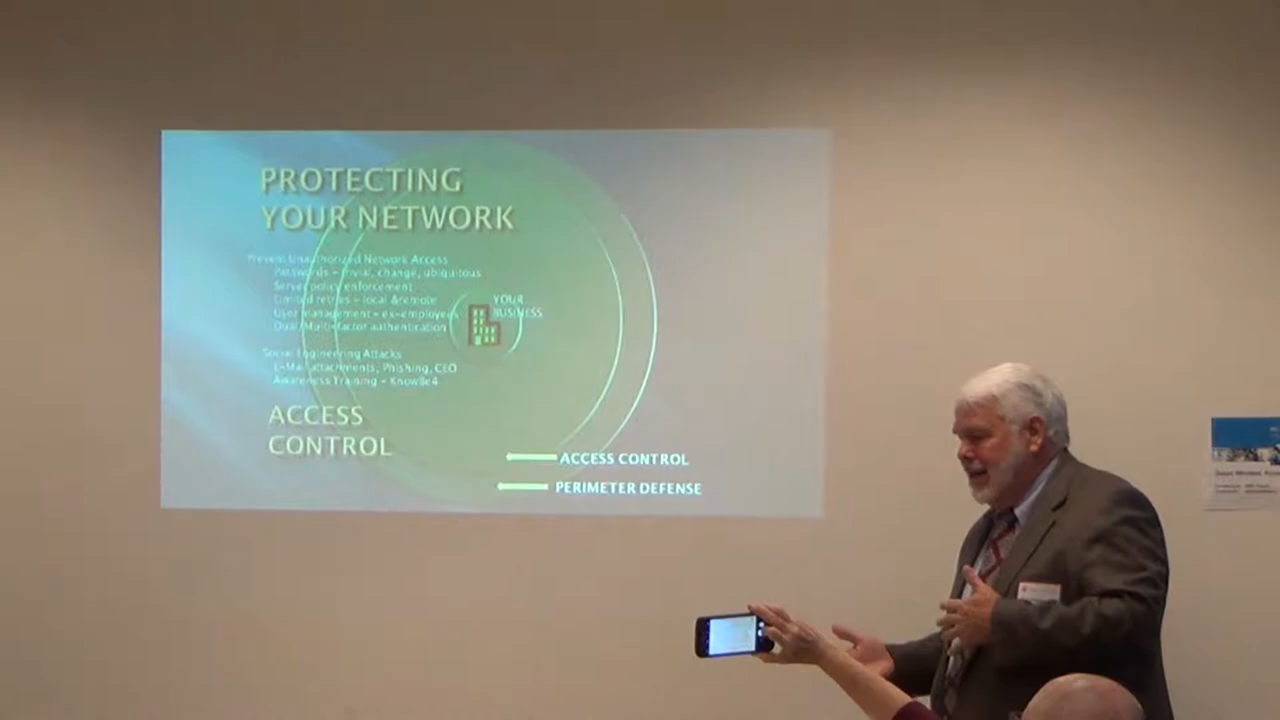 PROTECTING
YOUR NETWORK
Prevent Unauthorized Network Access
Passwords – trivial, change, ubiquitous
Server policy enforcement
Limited retries – local &remote
User management – ex-employees
Dual/Multi-factor authentication
YOUR
BUSINESS
Social Engineering Attacks
E-Mail attachments, Phishing, CEO
Awareness Training – KnowBe4
ACCESS
CONTROL
ACCESS CONTROL
PERIMETER DEFENSE